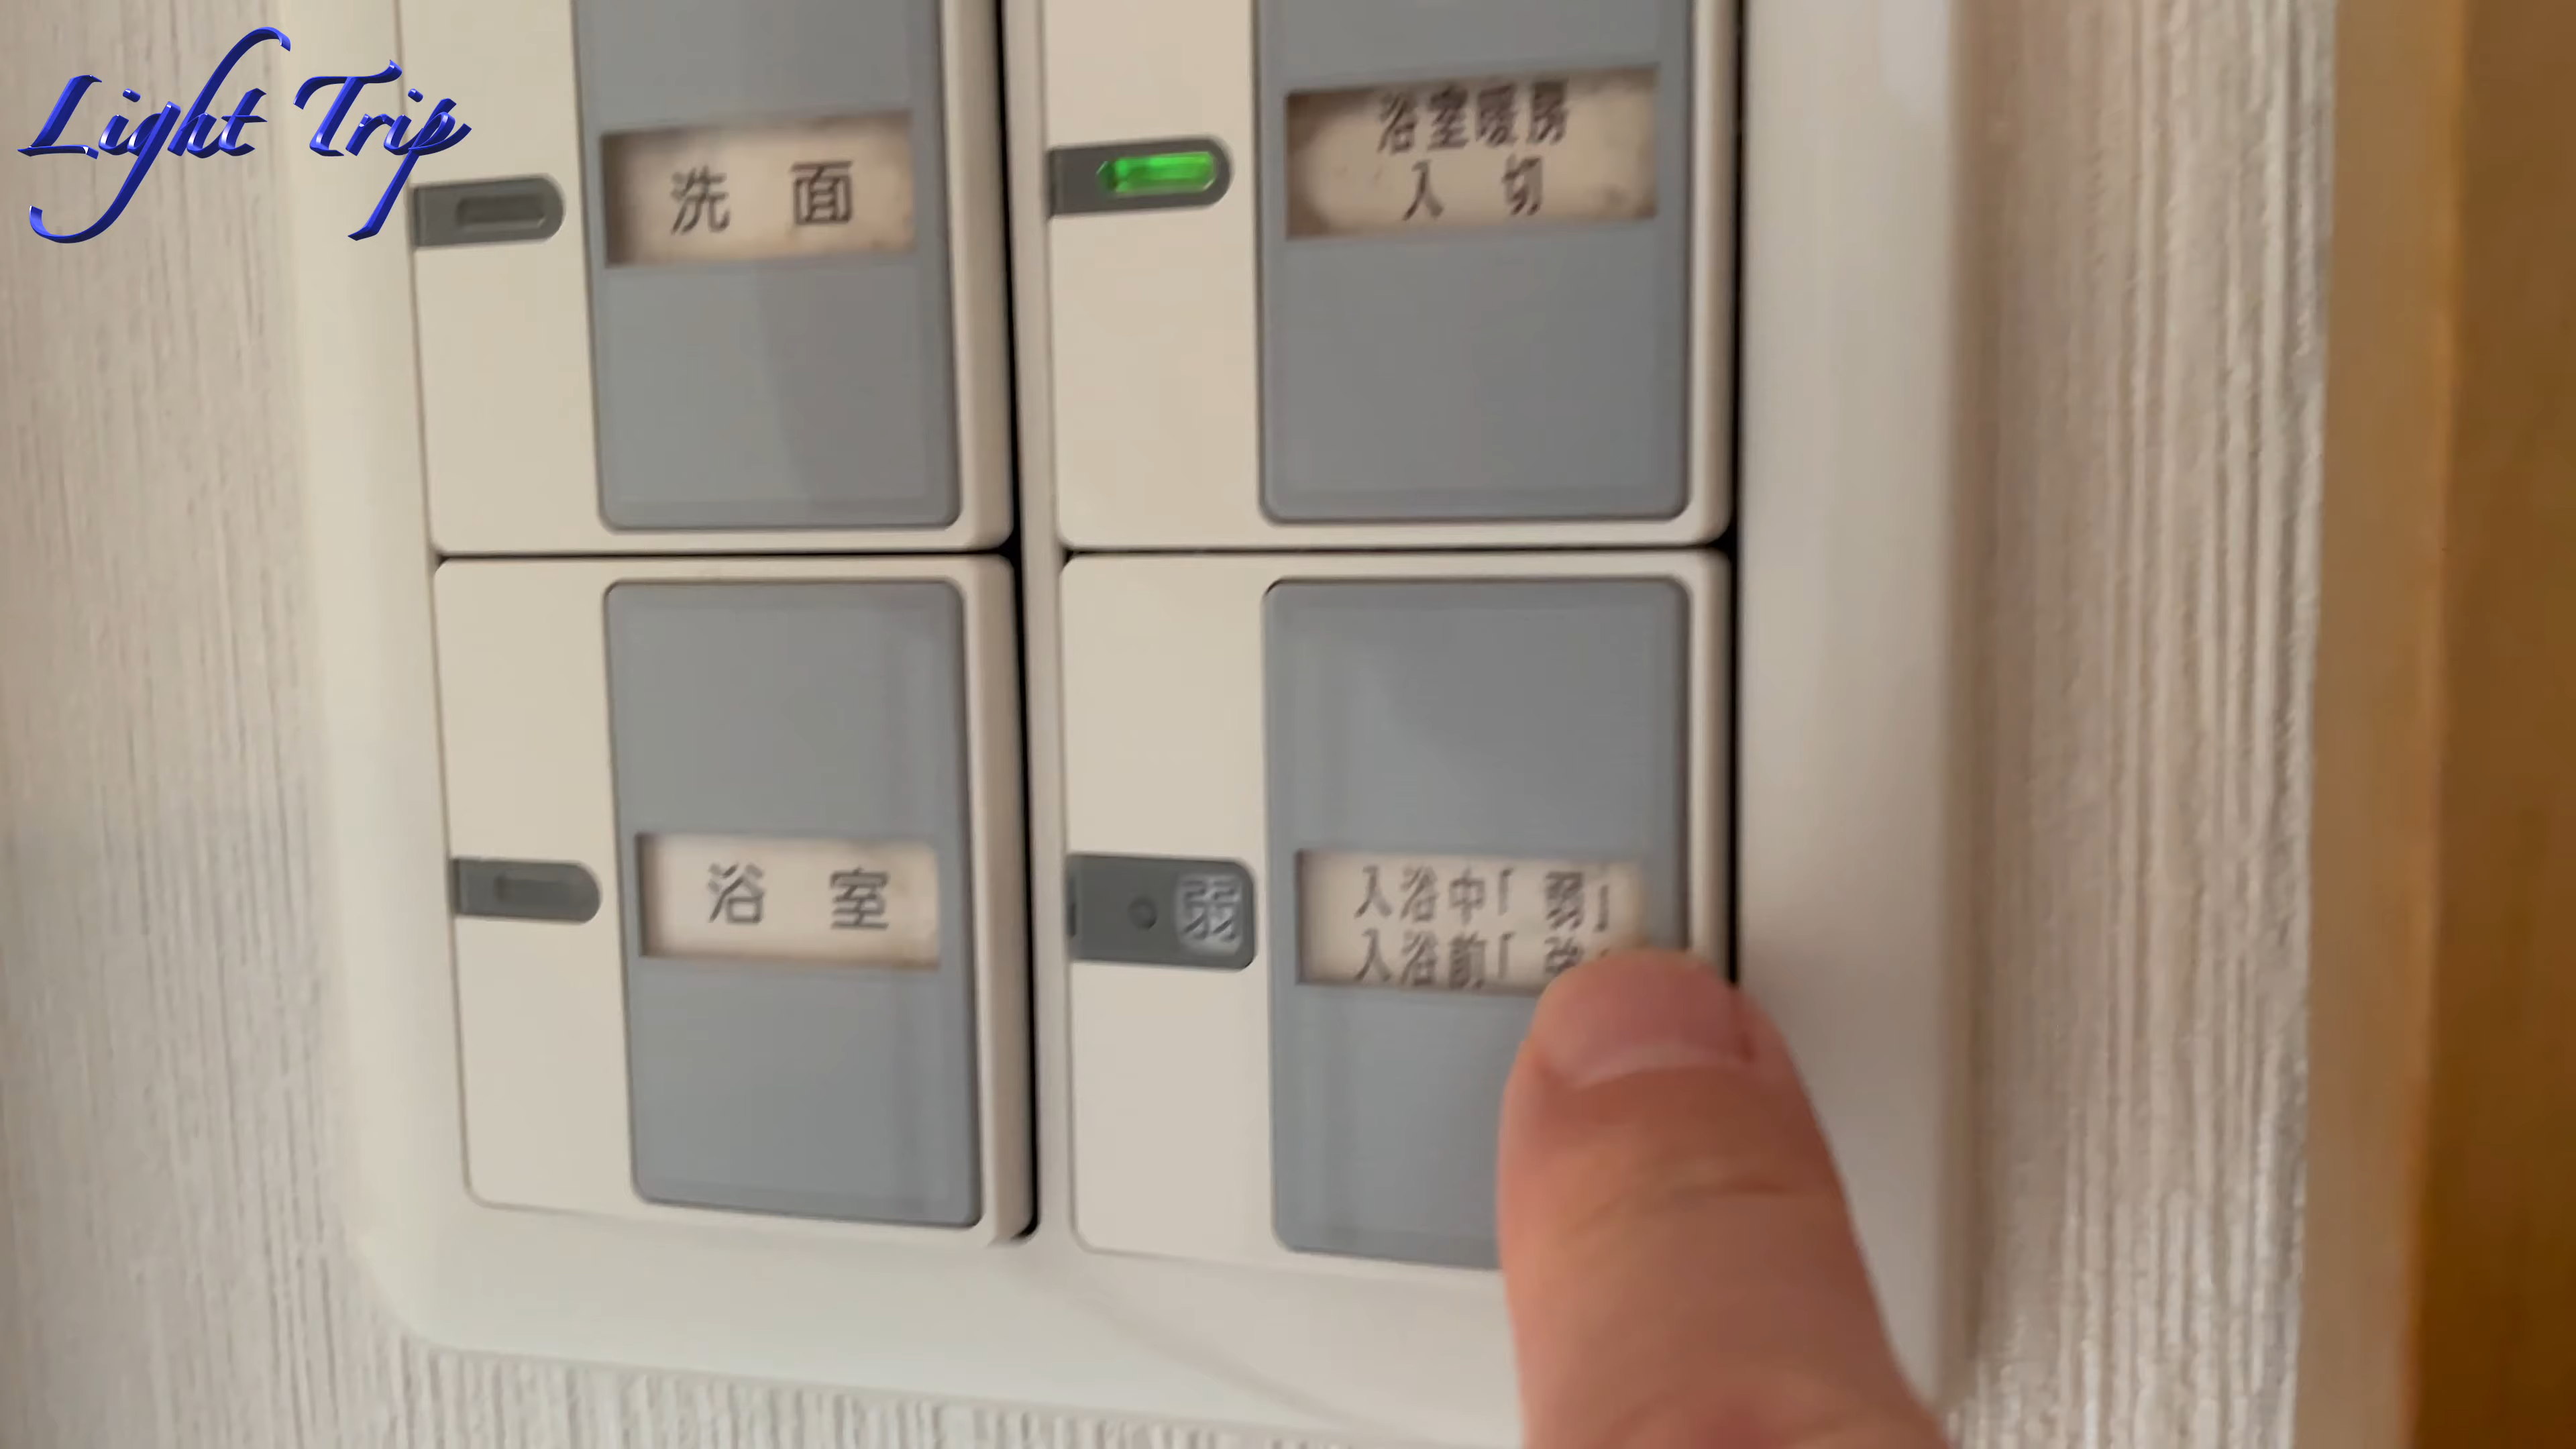 Light Trip
洗 面
浴室暖房
入 切
浴 室
弱
入浴中「弱」
入浴前「強